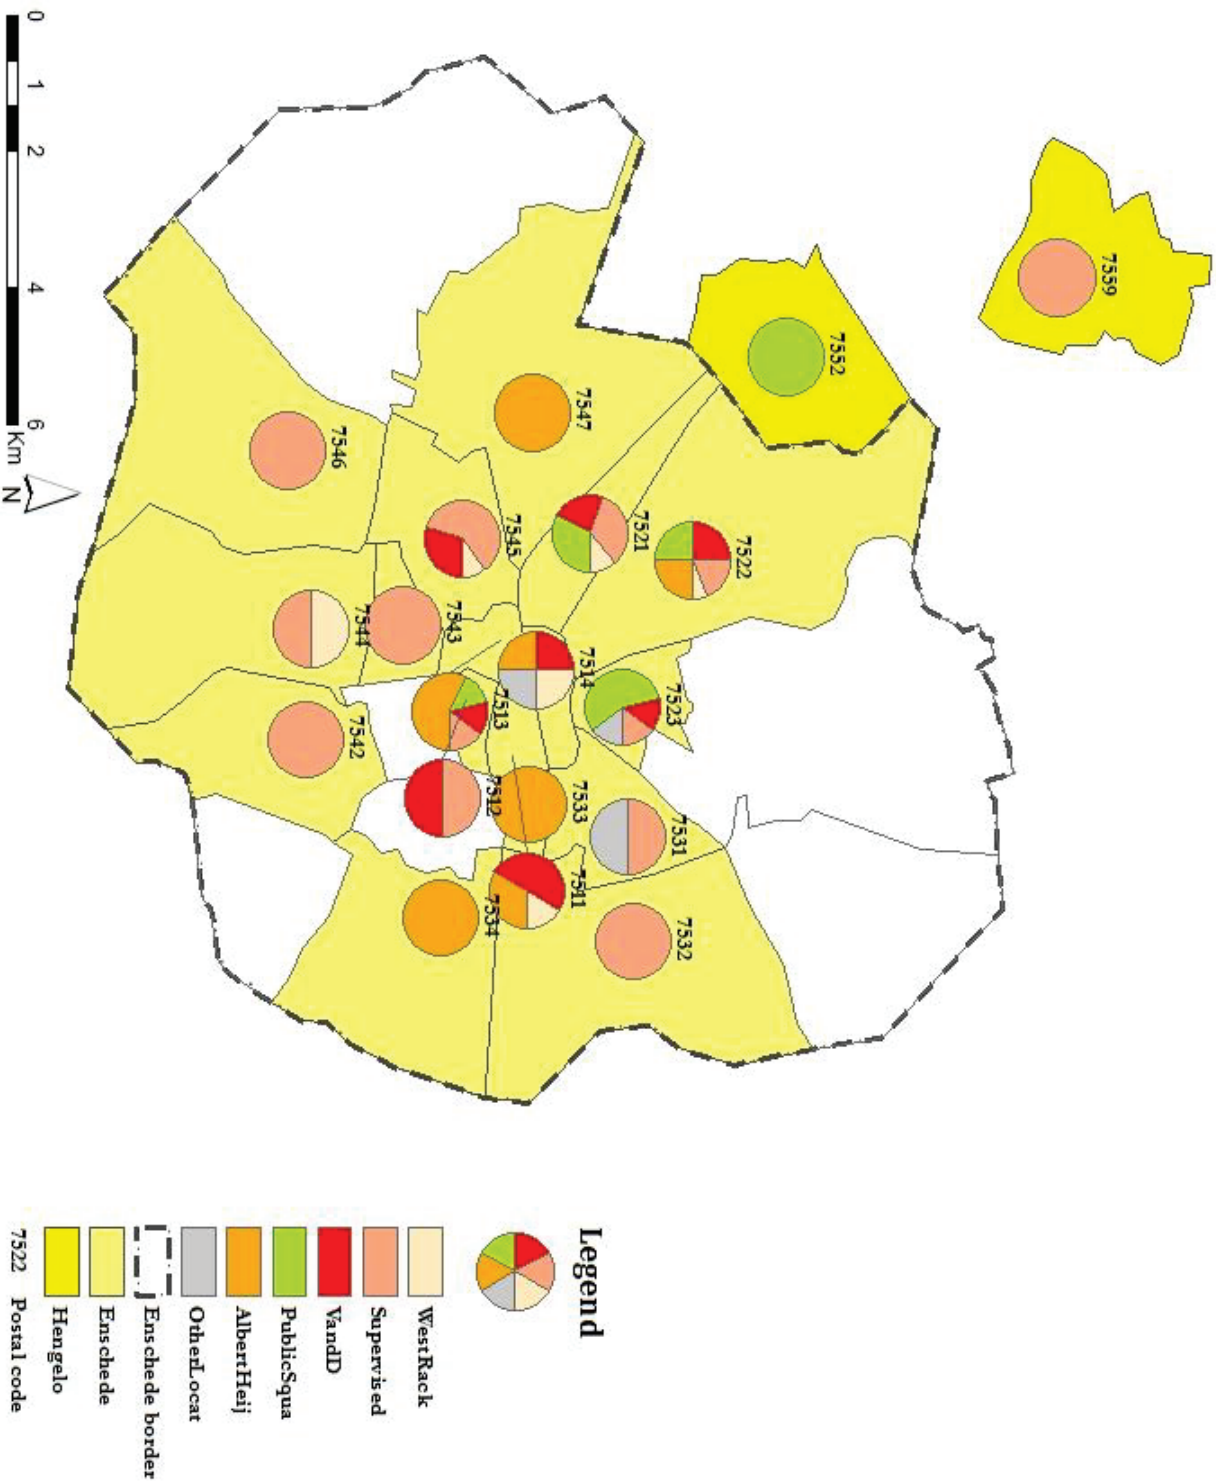 7559
7552
7547
7546
7521
7522
7545
7543
7544
7514
7523
7513
7542
7512
7533
7531
7511
7534
7532
0 1 2 4 6
Km
N
Legend
WestRack
Supervised
VandD
PublicSqua
AlbertHeij
OtherLocat
Enschede border
Enschede
Hengelo
7522 Postal code